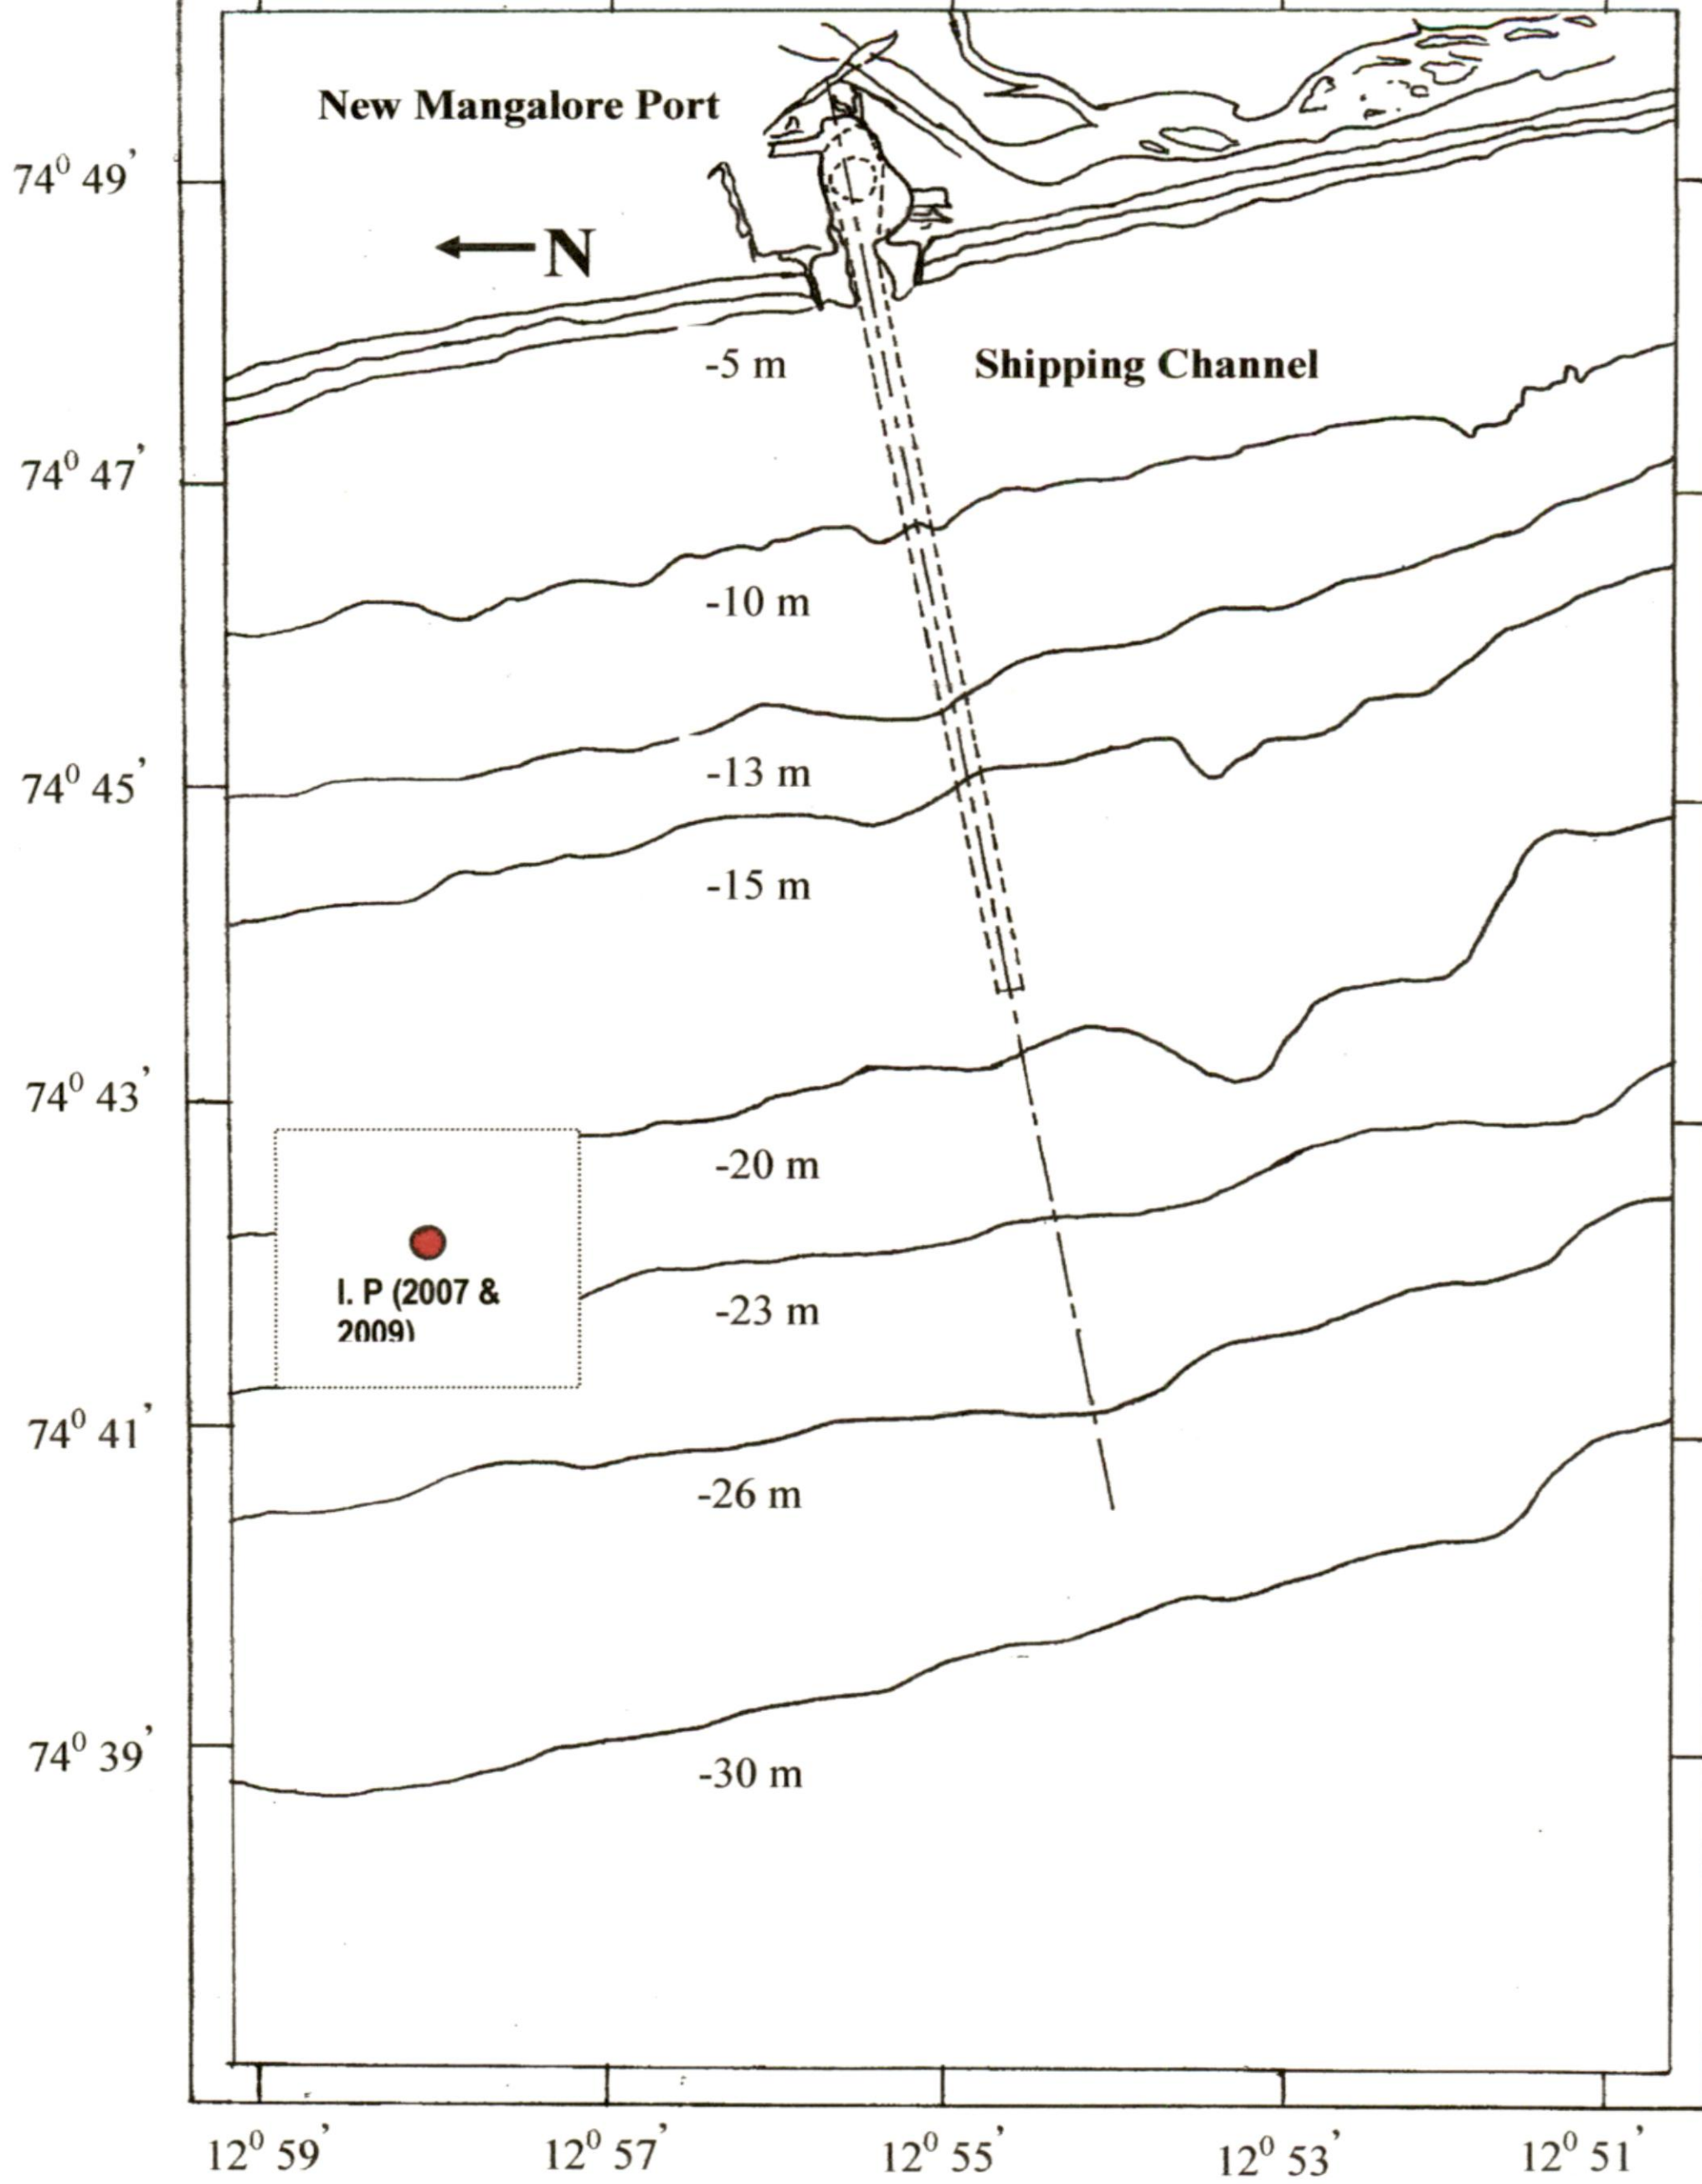 New Mangalore Port
74⁰ 49’
N
-5 m
Shipping Channel
74⁰ 47’
-10 m
74⁰ 45’
-13 m
-15 m
74⁰ 43’
-20 m
I. P (2007 &
2009)
-23 m
74⁰ 41’
-26 m
74⁰ 39’
-30 m
12⁰ 59’ 12⁰ 57’ 12⁰ 55’ 12⁰ 53’ 12⁰ 51’